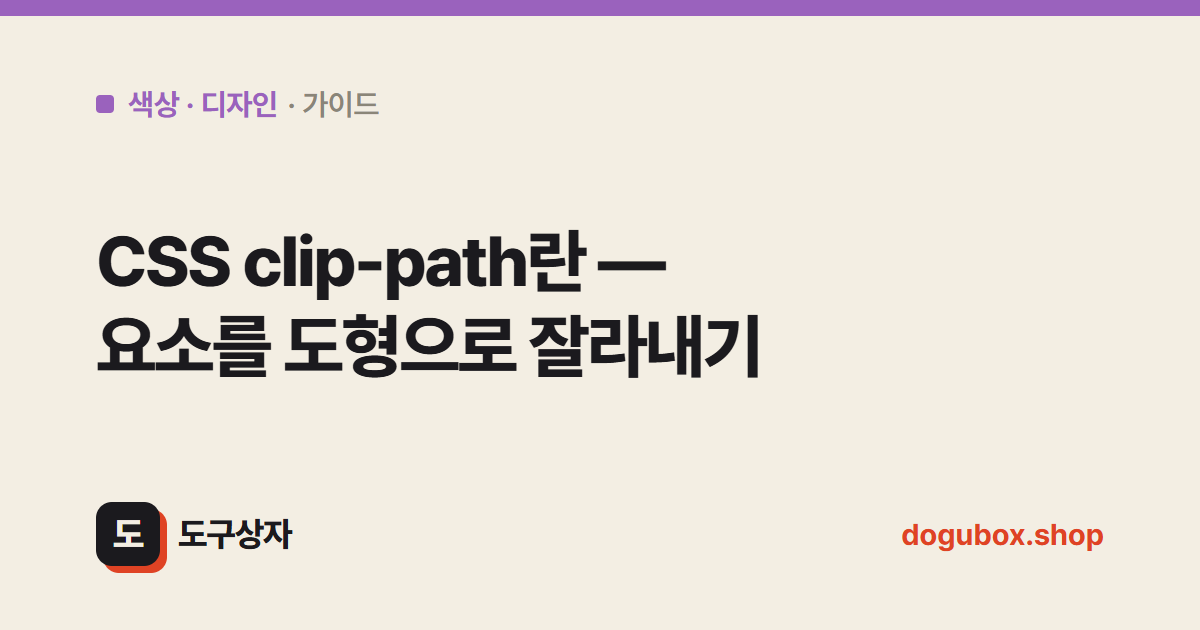 색상 · 디자인 · 가이드
CSS clip-path란 —
요소를 도형으로 잘라내기
도 도구상자
dogubox.shop